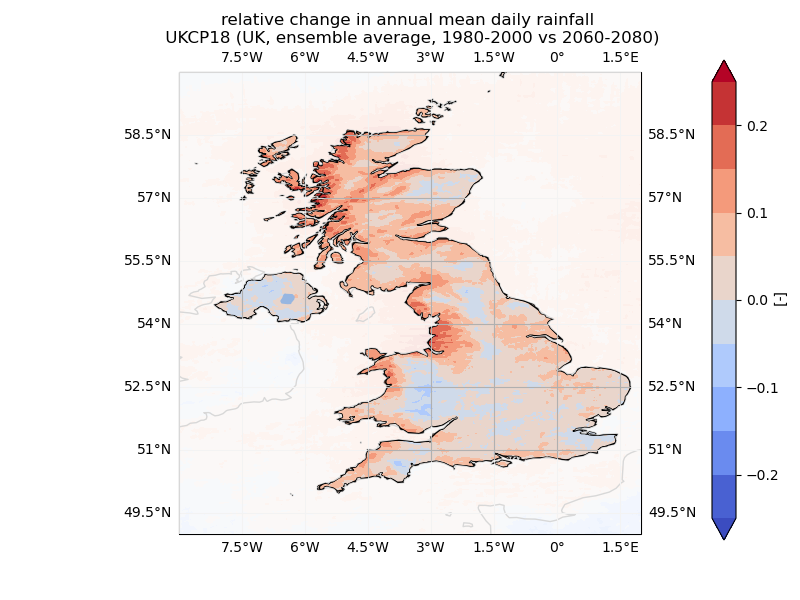 relative change in annual mean daily rainfall
UKCP18 (UK, ensemble average, 1980-2000 vs 2060-2080)
7.5°W 6°W 4.5°W 3°W 1.5°W 0° 1.5°E
58.5°N 58.5°N
0.2
57°N 57°N
0.1
55.5°N 55.5°N
0.0 [-]
54°N 54°N
−0.1
52.5°N 52.5°N
51°N 51°N
−0.2
49.5°N 49.5°N
7.5°W 6°W 4.5°W 3°W 1.5°W 0° 1.5°E